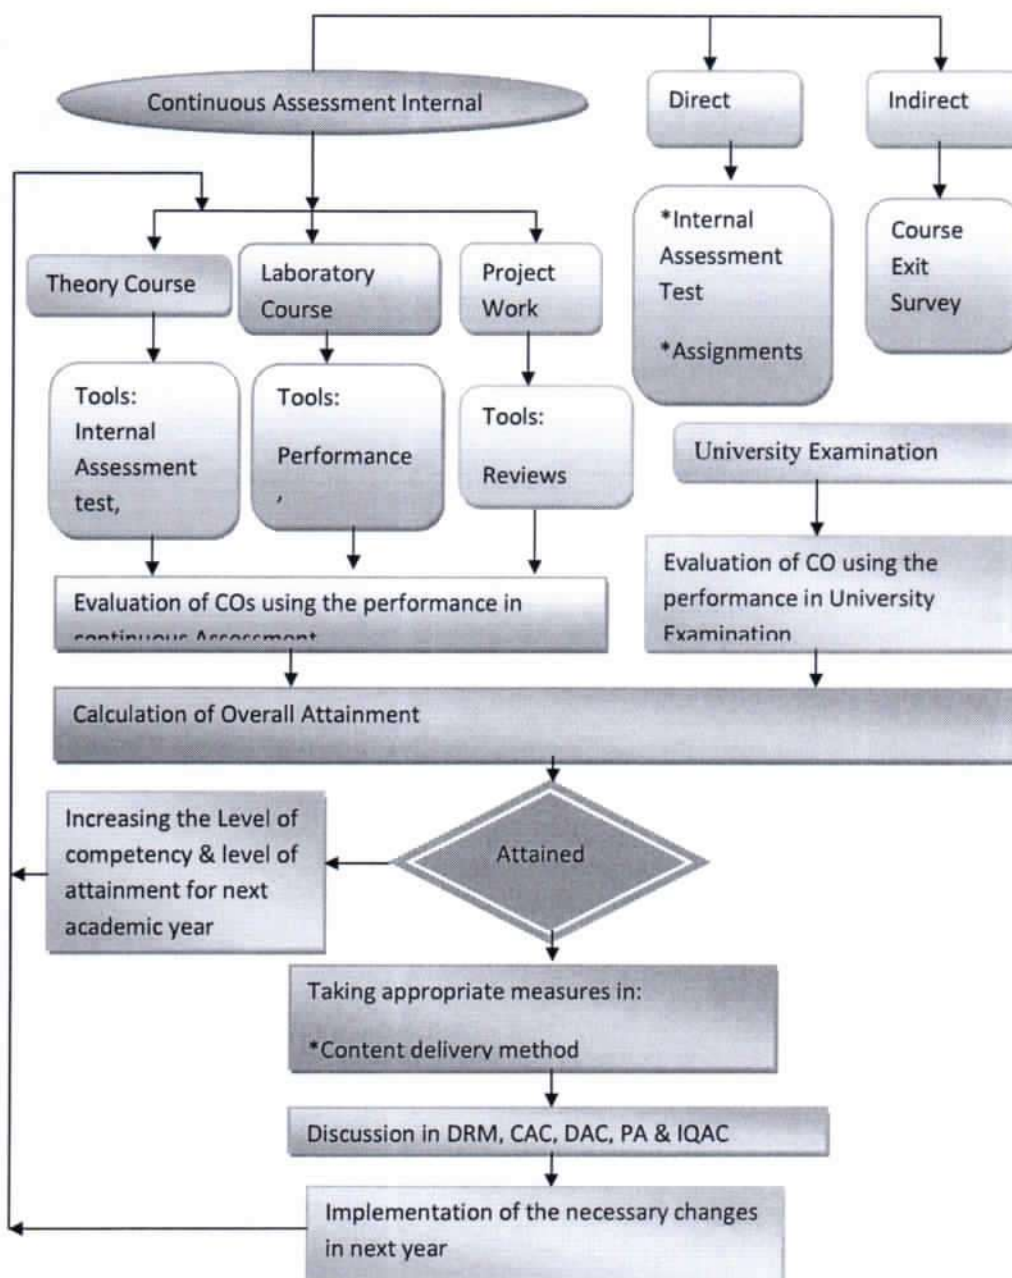 Continuous Assessment Internal
Direct
Indirect
*Internal
Assessment
Test
*Assignments
Course
Exit
Survey
Theory Course
Laboratory
Course
Project
Work
Tools:
Internal
Assessment
test,
Tools:
Performance
,
Tools:
Reviews
University Examination
Evaluation of COs using the performance in
continuous Assessment
Evaluation of CO using the
performance in University
Examination
Calculation of Overall Attainment
Attained
Increasing the Level of
competency & level of
attainment for next
academic year
Taking appropriate measures in:
*Content delivery method
Discussion in DRM, CAC, DAC, PA & IQAC
Implementation of the necessary changes
in next year